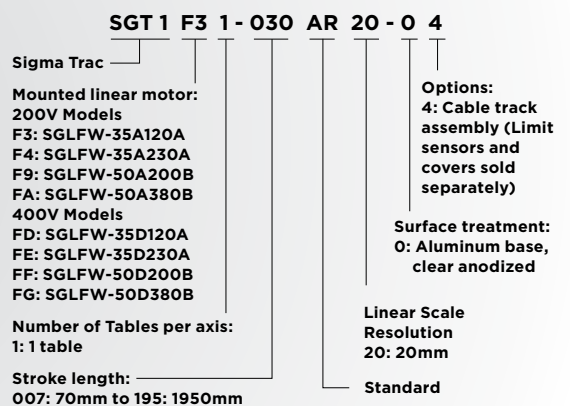 SGT1 F3 1 - 030 AR 20 - 0 4
Sigma Trac
Mounted linear motor:
200V Models
F3: SGLFW-35A120A
F4: SGLFW-35A230A
F9: SGLFW-50A200B
FA: SGLFW-50A380B
400V Models
FD: SGLFW-35D120A
FE: SGLFW-35D230A
FF: SGLFW-50D200B
FG: SGLFW-50D380B
Number of Tables per axis:
1: 1 table
Stroke length:
007: 70mm to 195: 1950mm
Options:
4: Cable track
assembly (Limit
sensors and
covers sold
separately)
Surface treatment:
0: Aluminum base,
clear anodized
Linear Scale
Resolution
20: 20mm
Standard